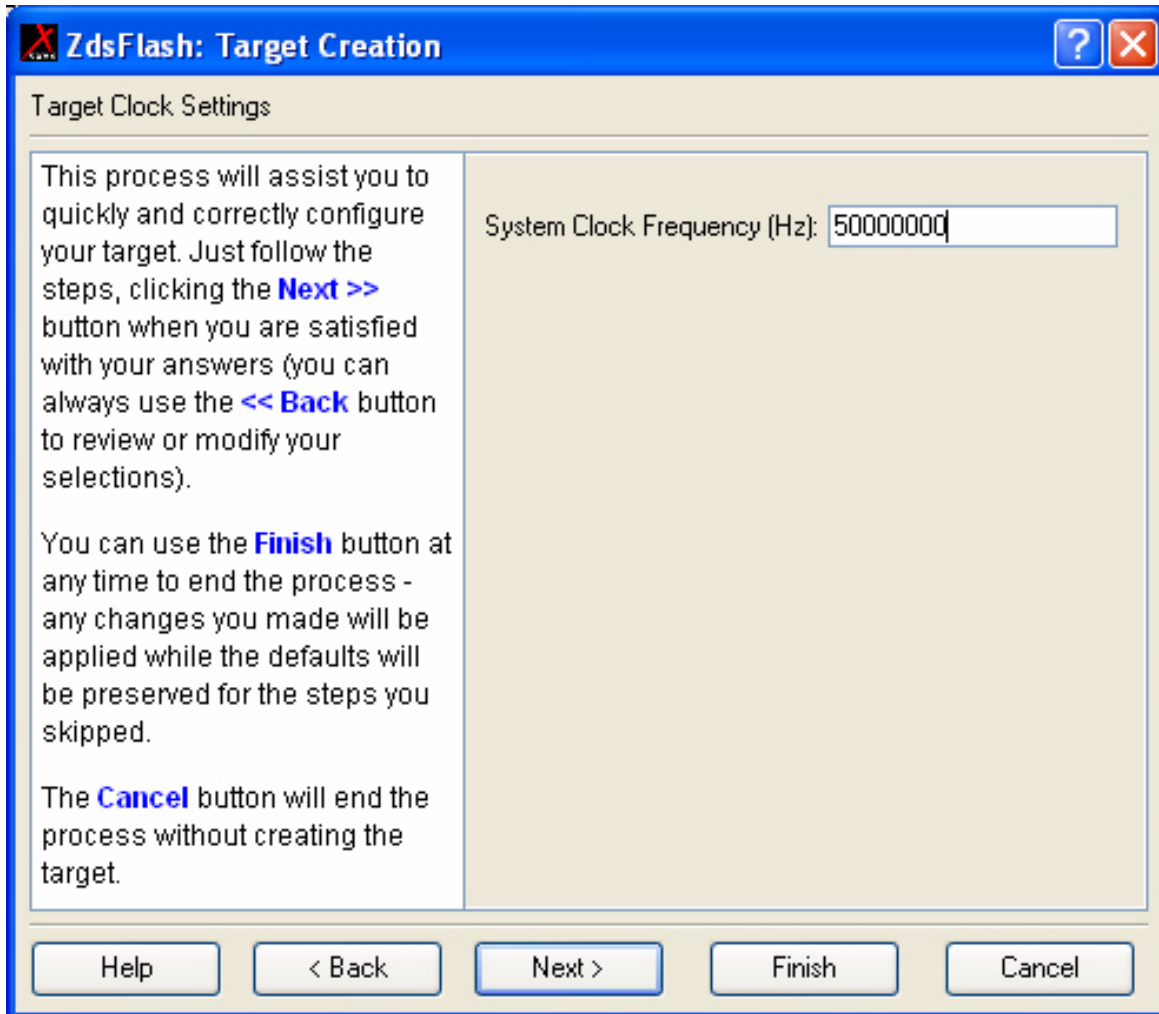 ZdsFlash: Target Creation
Target Clock Settings
This process will assist you to
quickly and correctly configure
your target. Just follow the
steps, clicking the Next >>
button when you are satisfied
with your answers (you can
always use the << Back button
to review or modify your
selections).
You can use the Finish button at
any time to end the process -
any changes you made will be
applied while the defaults will
be preserved for the steps you
skipped.
The Cancel button will end the
process without creating the
target.
System Clock Frequency (Hz): 50000000
Help < Back Next > Finish Cancel